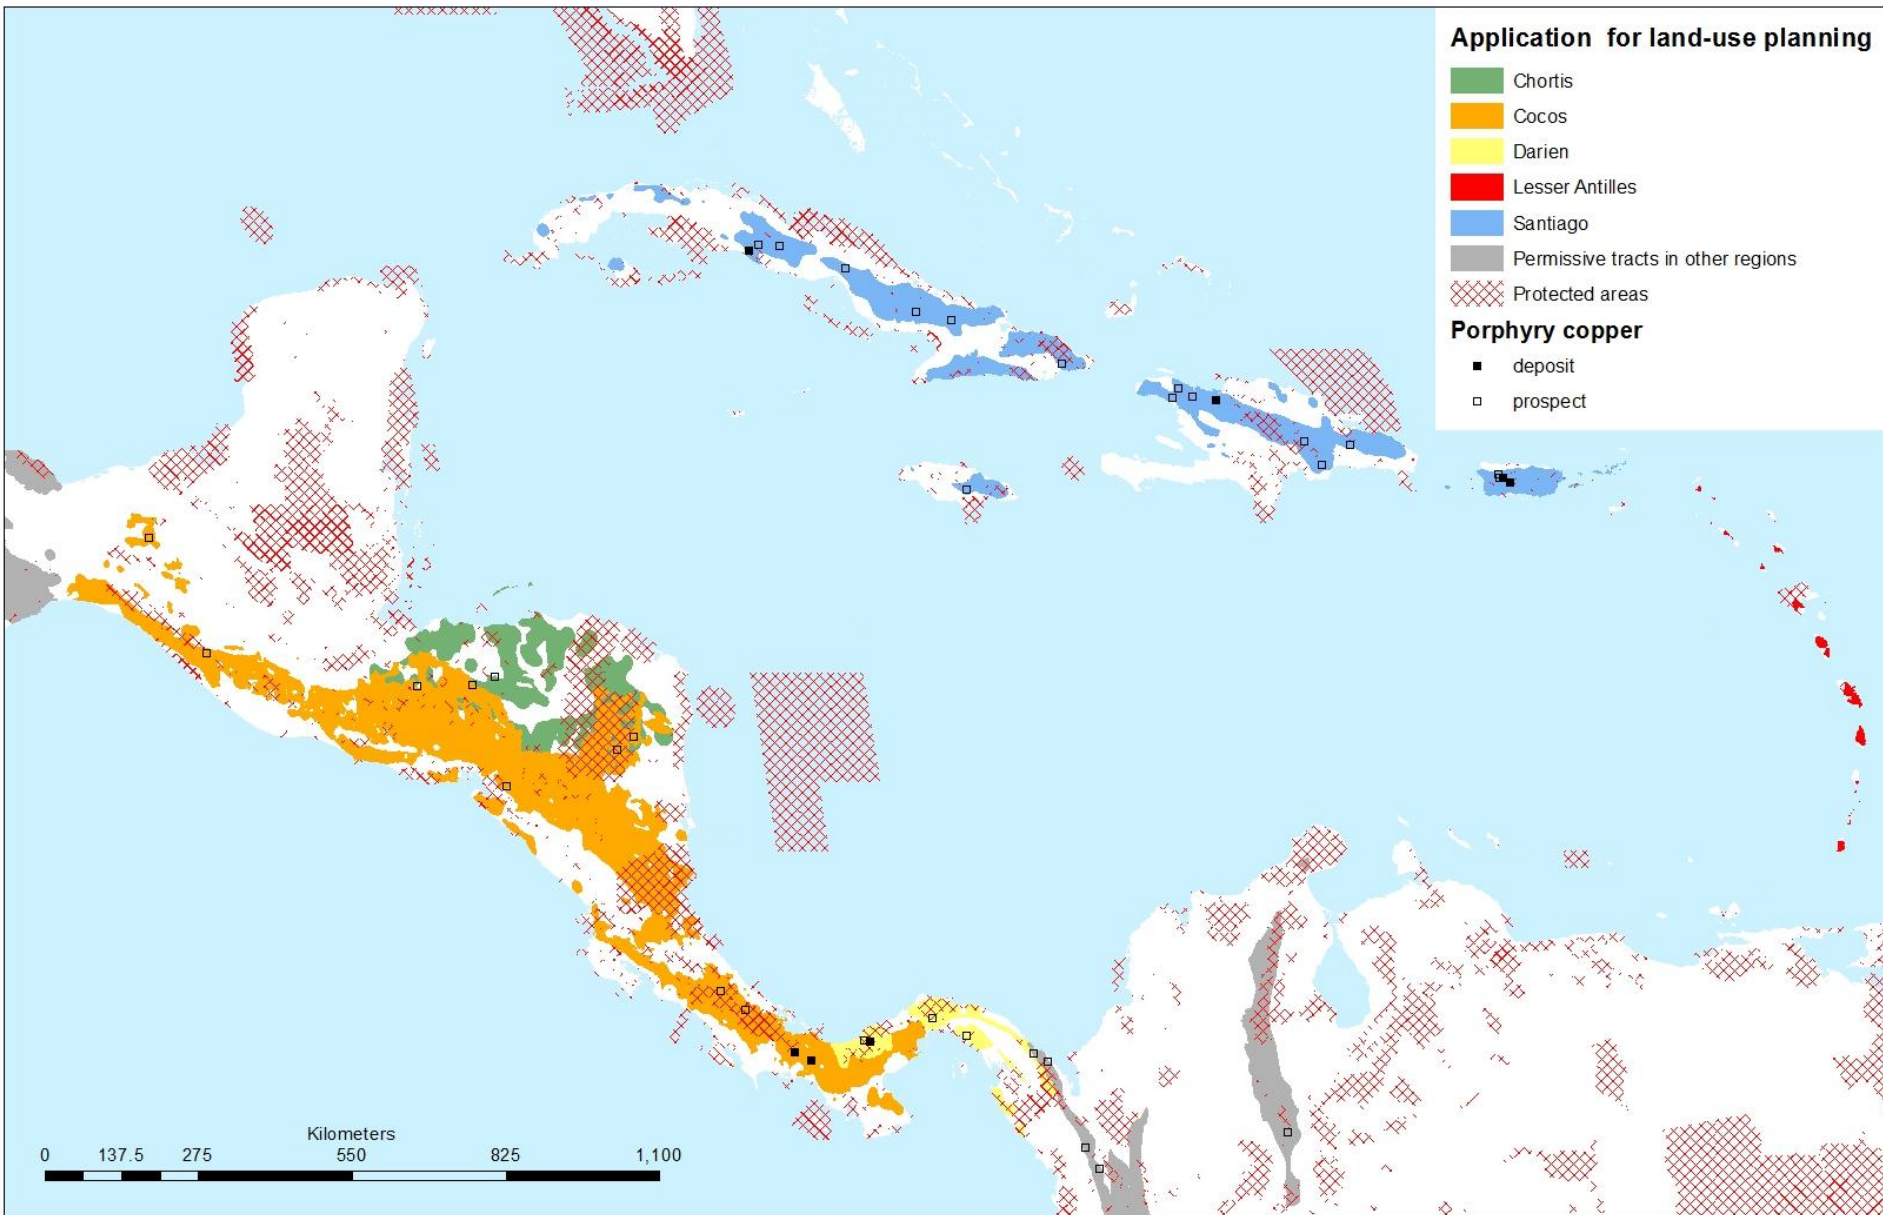 Application for land-use planning
Chortis
Cocos
Darien
Lesser Antilles
Santiago
Permissive tracts in other regions
Protected areas
Porphyry copper
deposit
prospect
Kilometers
0 137.5 275 550 825 1,100